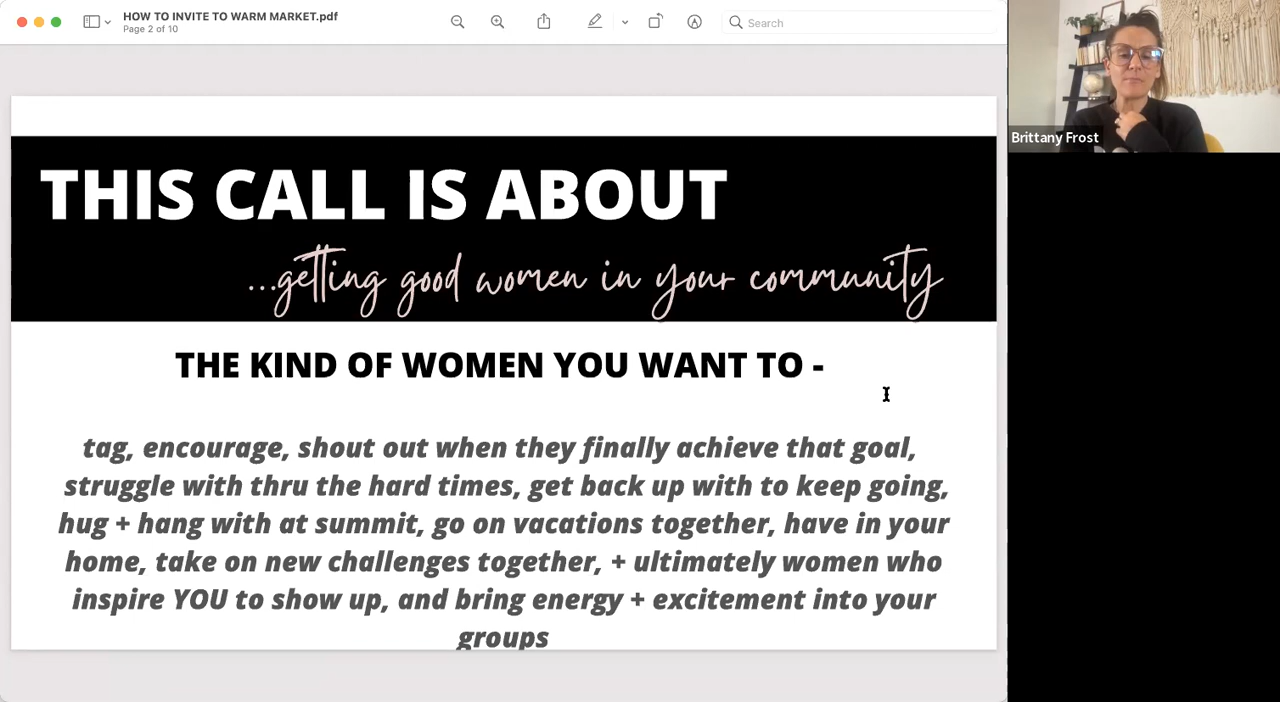 HOW TO INVITE TO WARM MARKET.pdf
Page 2 of 10
Search
Brittany Frost
THIS CALL IS ABOUT
...getting good women in your community
THE KIND OF WOMEN YOU WANT TO -
tag, encourage, shout out when they finally achieve that goal,
struggle with thru the hard times, get back up with to keep going,
hug + hang with at summit, go on vacations together, have in your
home, take on new challenges together, + ultimately women who
inspire YOU to show up, and bring energy + excitement into your
groups